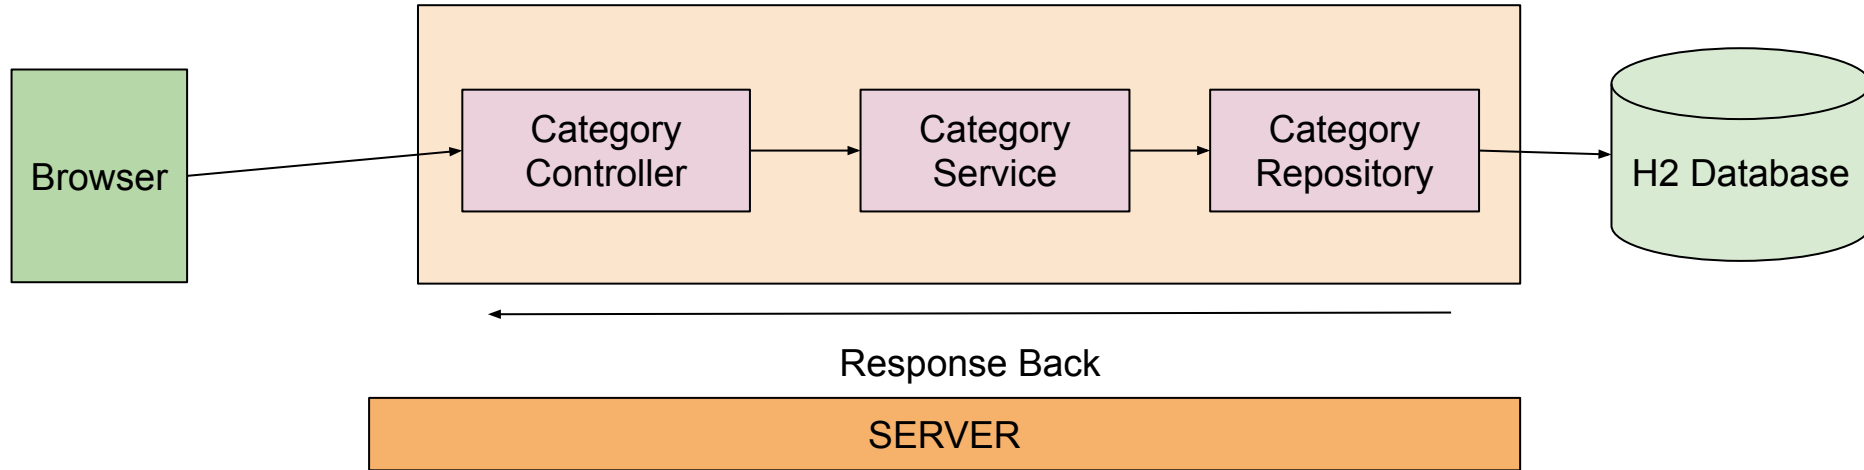 Browser
Category
Controller
Category
Service
Category
Repository
H2 Database
Response Back
SERVER